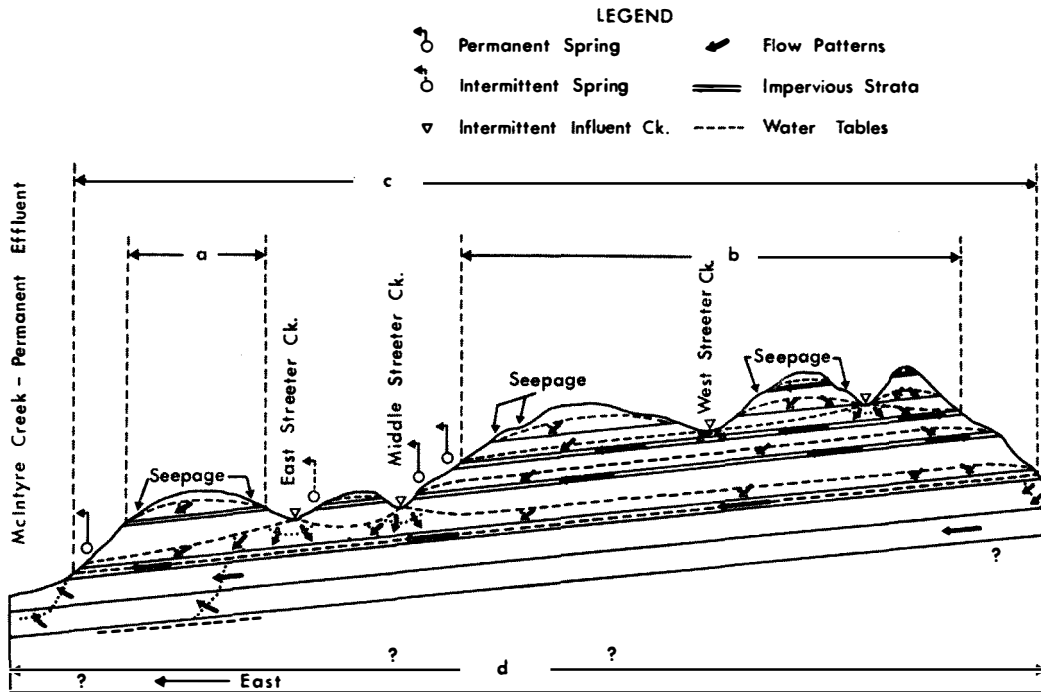 LEGEND
Permanent Spring
Flow Patterns
Intermittent Spring
Impervious Strata
Intermittent Influent Ck.
Water Tables
McIntyre Creek - Permanent Effluent
c
a
b
East Streeter Ck.
Middle Streeter Ck.
West Streeter Ck.
Seepage
Seepage
Seepage
?
?
?
d
?
East